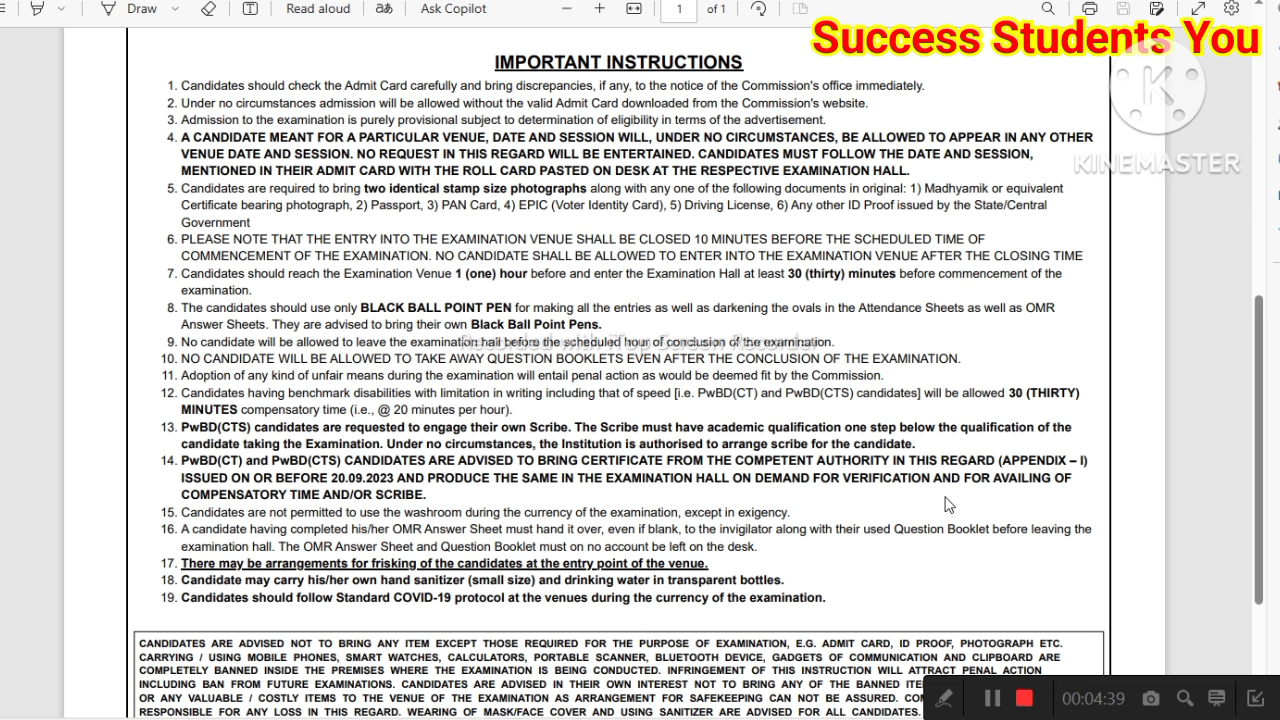 Draw
Read aloud
Ask Copilot
1 of 1
Success Students You
KINEMASTER
IMPORTANT INSTRUCTIONS
1. Candidates should check the Admit Card carefully and bring discrepancies, if any, to the notice of the Commission's office immediately.
2. Under no circumstances admission will be allowed without the valid Admit Card downloaded from the Commission's website.
3. Admission to the examination is purely provisional subject to determination of eligibility in terms of the advertisement.
4. A CANDIDATE MEANT FOR A PARTICULAR VENUE, DATE AND SESSION WILL, UNDER NO CIRCUMSTANCES, BE ALLOWED TO APPEAR IN ANY OTHER
VENUE DATE AND SESSION. NO REQUEST IN THIS REGARD WILL BE ENTERTAINED. CANDIDATES MUST FOLLOW THE DATE AND SESSION,
MENTIONED IN THEIR ADMIT CARD WITH THE ROLL CARD PASTED ON DESK AT THE RESPECTIVE EXAMINATION HALL.
5. Candidates are required to bring two identical stamp size photographs along with any one of the following documents in original: 1) Madhyamik or equivalent
Certificate bearing photograph, 2) Passport, 3) PAN Card, 4) EPIC (Voter Identity Card), 5) Driving License, 6) Any other ID Proof issued by the State/Central
Government
6. PLEASE NOTE THAT THE ENTRY INTO THE EXAMINATION VENUE SHALL BE CLOSED 10 MINUTES BEFORE THE SCHEDULED TIME OF
COMMENCEMENT OF THE EXAMINATION. NO CANDIDATE SHALL BE ALLOWED TO ENTER INTO THE EXAMINATION VENUE AFTER THE CLOSING TIME
7. Candidates should reach the Examination Venue 1 (one) hour before and enter the Examination Hall at least 30 (thirty) minutes before commencement of the
examination.
8. The candidates should use only BLACK BALL POINT PEN for making all the entries as well as darkening the ovals in the Attendance Sheets as well as OMR
Answer Sheets. They are advised to bring their own Black Ball Point Pens.
9. No candidate will be allowed to leave the examination hall before the scheduled hour of conclusion of the examination.
Recorded with iTop Screen Recorder
10. NO CANDIDATE WILL BE ALLOWED TO TAKE AWAY QUESTION BOOKLETS EVEN AFTER THE CONCLUSION OF THE EXAMINATION.
11. Adoption of any kind of unfair means during the examination will entail penal action as would be deemed fit by the Commission.
12. Candidates having benchmark disabilities with limitation in writing including that of speed [i.e. PwBD(CT) and PwBD(CTS) candidates] will be allowed 30 (THIRTY)
MINUTES compensatory time (i.e., @ 20 minutes per hour).
13. PwBD(CTS) candidates are requested to engage their own Scribe. The Scribe must have academic qualification one step below the qualification of the
candidate taking the Examination. Under no circumstances, the Institution is authorised to arrange scribe for the candidate.
14. PwBD(CT) and PwBD(CTS) CANDIDATES ARE ADVISED TO BRING CERTIFICATE FROM THE COMPETENT AUTHORITY IN THIS REGARD (APPENDIX – I)
ISSUED ON OR BEFORE 20.09.2023 AND PRODUCE THE SAME IN THE EXAMINATION HALL ON DEMAND FOR VERIFICATION AND FOR AVAILING OF
COMPENSATORY TIME AND/OR SCRIBE.
15. Candidates are not permitted to use the washroom during the currency of the examination, except in exigency.
16. A candidate having completed his/her OMR Answer Sheet must hand it over, even if blank, to the invigilator along with their used Question Booklet before leaving the
examination hall. The OMR Answer Sheet and Question Booklet must on no account be left on the desk.
17. There may be arrangements for frisking of the candidates at the entry point of the venue.
18. Candidate may carry his/her own hand sanitizer (small size) and drinking water in transparent bottles.
19. Candidates should follow Standard COVID-19 protocol at the venues during the currency of the examination.
CANDIDATES ARE ADVISED NOT TO BRING ANY ITEM EXCEPT THOSE REQUIRED FOR THE PURPOSE OF EXAMINATION, E.G. ADMIT CARD, ID PROOF, PHOTOGRAPH ETC.
CARRYING / USING MOBILE PHONES, SMART WATCHES, CALCULATORS, PORTABLE SCANNER, BLUETOOTH DEVICE, GADGETS OF COMMUNICATION AND CLIPBOARD ARE
COMPLETELY BANNED INSIDE THE PREMISES WHERE THE EXAMINATION IS BEING CONDUCTED. INFRINGEMENT OF THIS INSTRUCTION WILL ATTRACT PENAL ACTION
INCLUDING BAN FROM FUTURE EXAMINATIONS. CANDIDATES ARE ADVISED IN THEIR OWN INTEREST NOT TO BRING ANY OF THE BANNED
OR ANY VALUABLE / COSTLY ITEMS TO THE VENUE OF THE EXAMINATION AS ARRANGEMENT FOR SAFEKEEPING CAN NOT BE ASSURED.
RESPONSIBLE FOR ANY LOSS IN THIS REGARD. WEARING OF MASK/FACE COVER AND USING SANITIZER ARE ADVISED FOR ALL CANDIDATES.
00:04:39